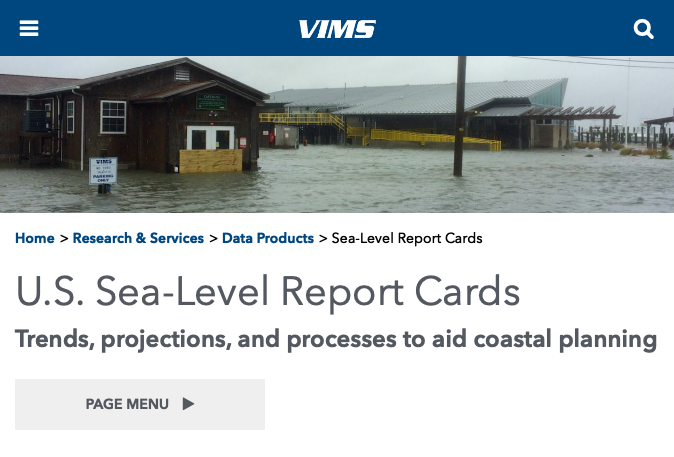 VIMS
VIMS
PARKING
ONLY
Home > Research & Services > Data Products > Sea-Level Report Cards
U.S. Sea-Level Report Cards
Trends, projections, and processes to aid coastal planning
PAGE MENU